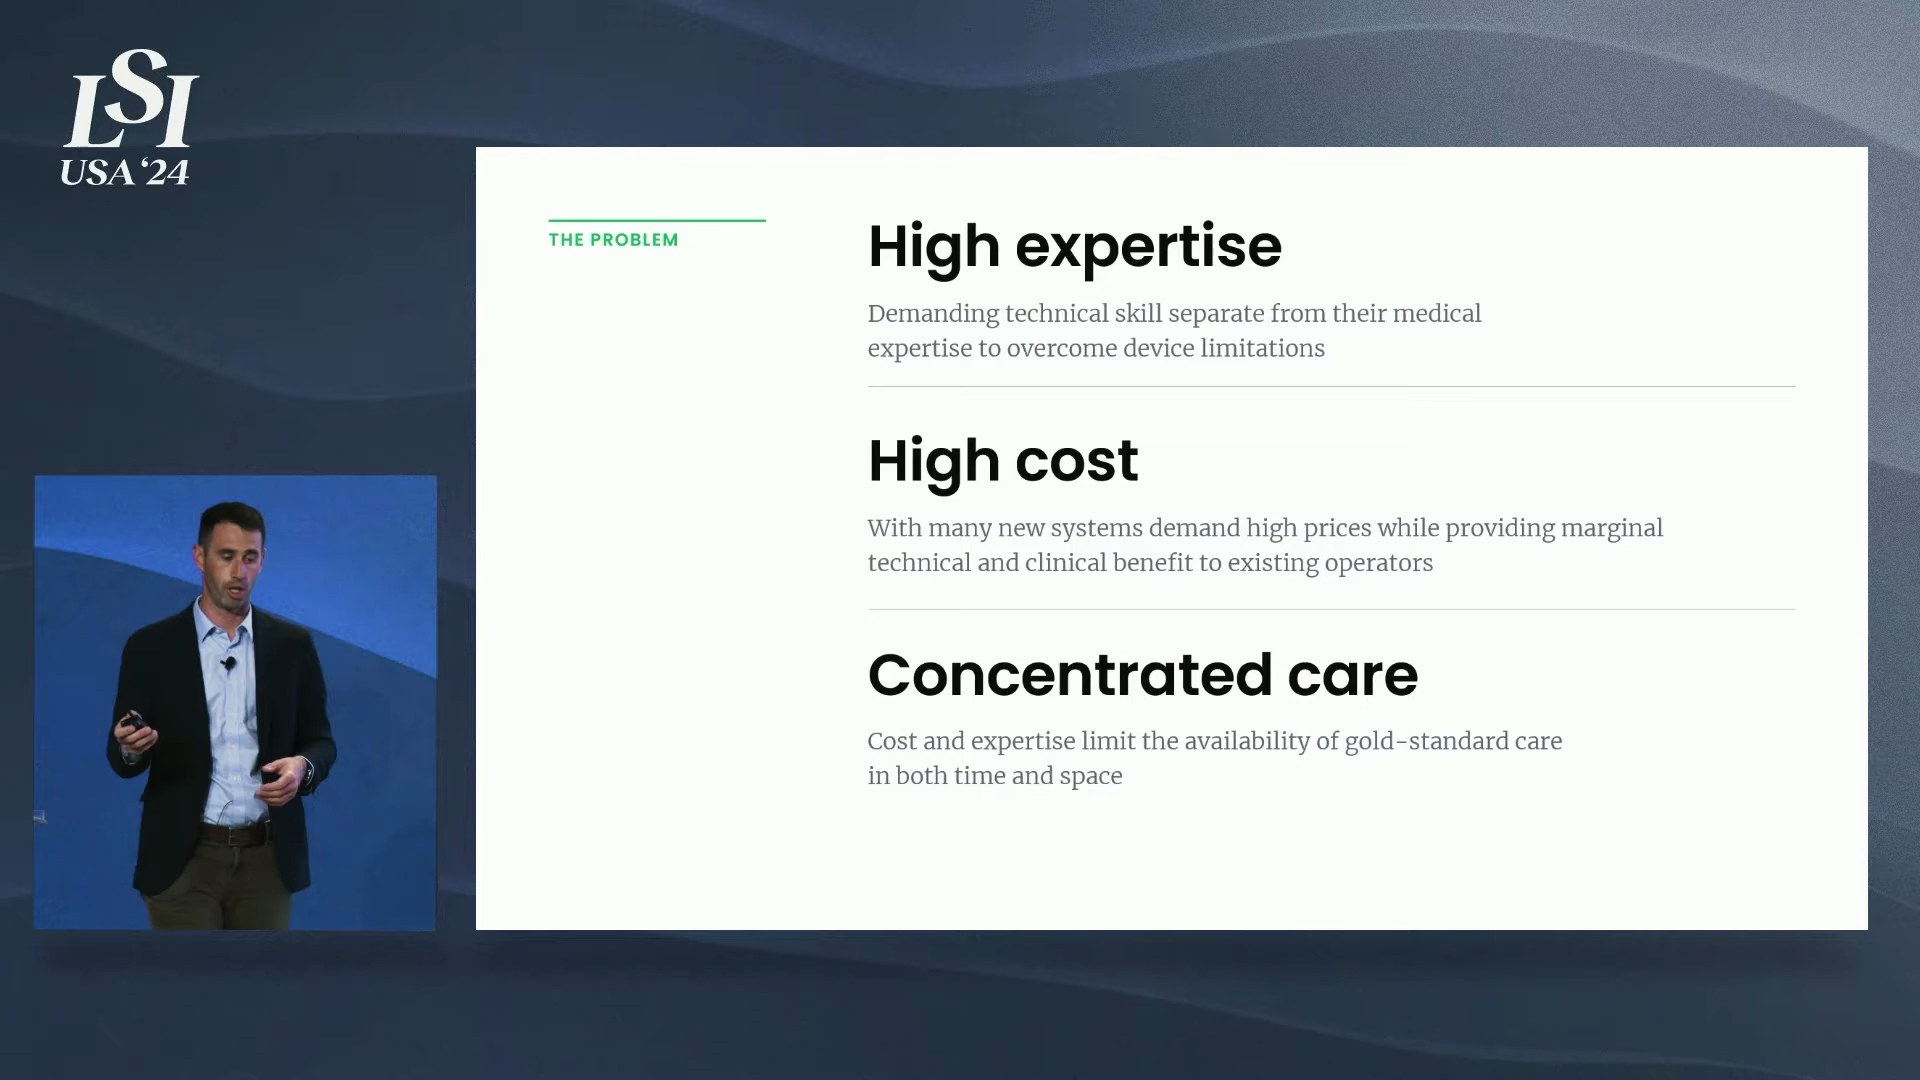 LSI
USA ‘24
THE PROBLEM
High expertise
Demanding technical skill separate from their medical
expertise to overcome device limitations
High cost
With many new systems demand high prices while providing marginal
technical and clinical benefit to existing operators
Concentrated care
Cost and expertise limit the availability of gold-standard care
in both time and space